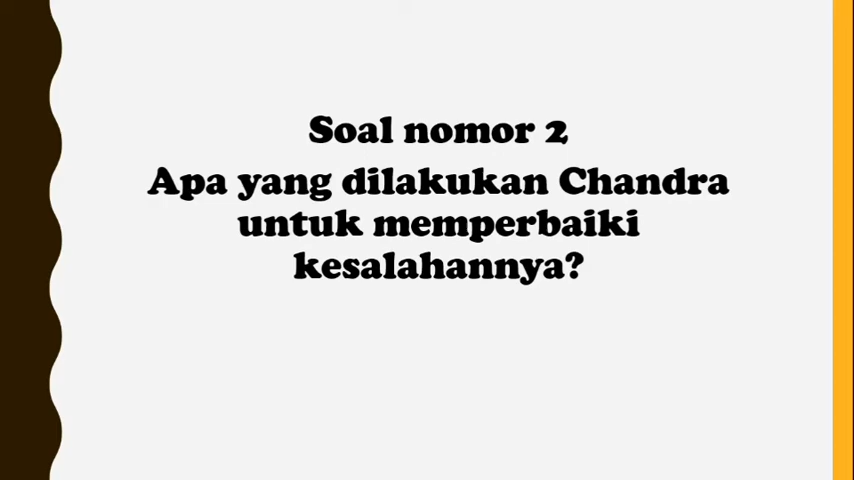 Soal nomor 2
Apa yang dilakukan Chandra
untuk memperbaiki
kesalahannya?